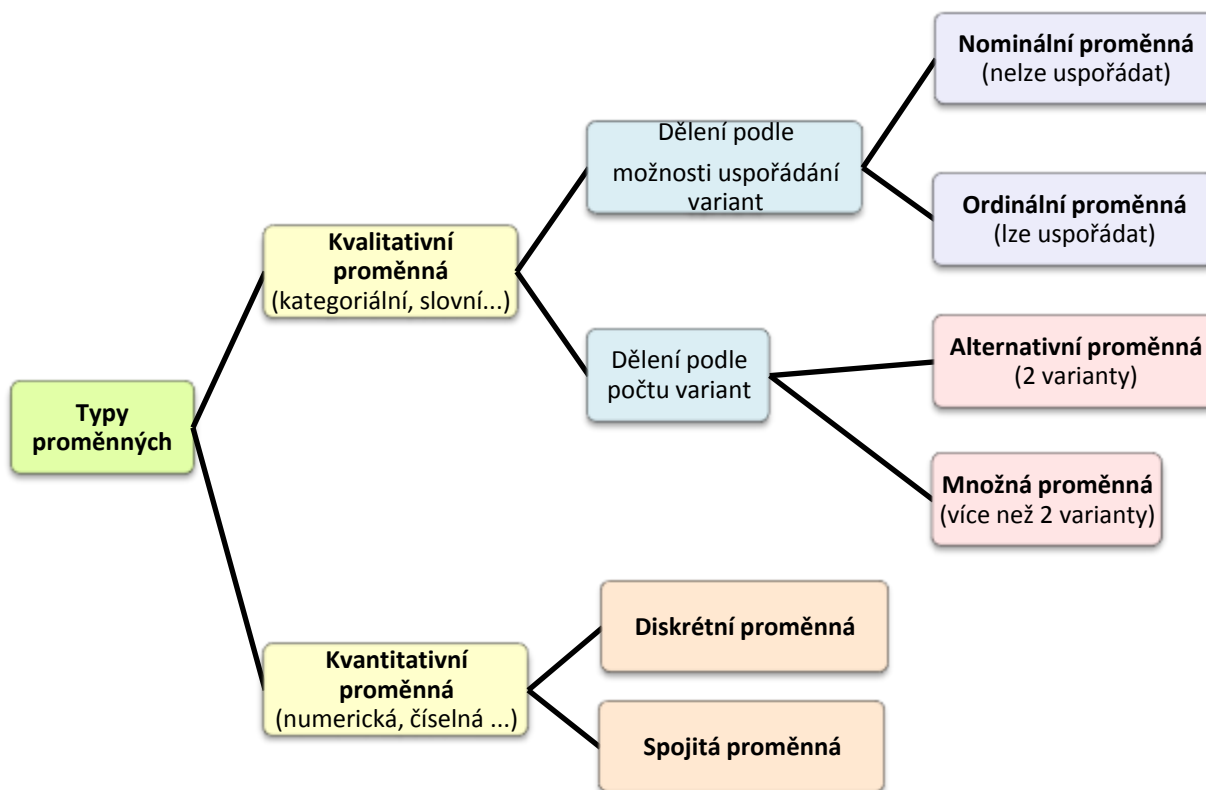 Nominální proměnná
(nelze uspořádat)
Dělení podle
možnosti uspořádání
variant
Ordinální proměnná
(lze uspořádat)
Kvalitativní
proměnná
(kategoriální, slovní...)
Alternativní proměnná
(2 varianty)
Dělení podle
počtu variant
Typy
proměnných
Množná proměnná
(více než 2 varianty)
Diskrétní proměnná
Kvantitativní
proměnná
(numerická, číselná ...)
Spojitá proměnná